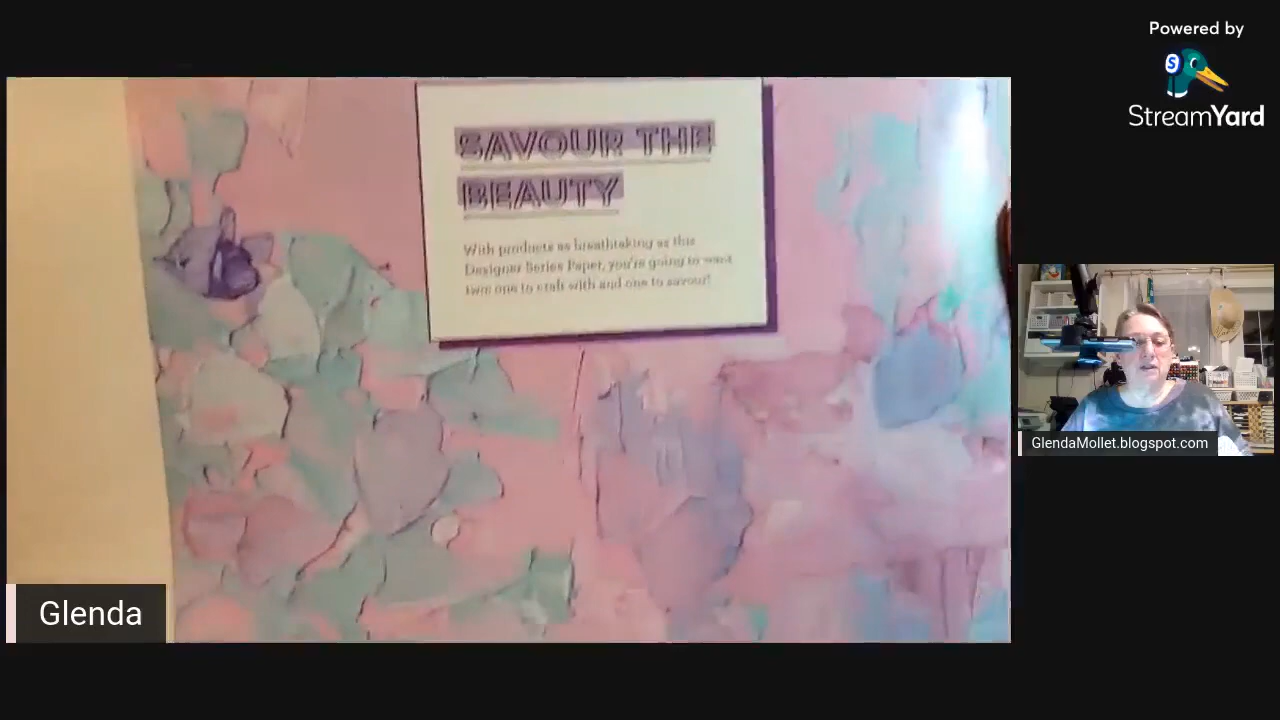 Powered by
StreamYard
SAVOUR THE
BEAUTY
With products as breathtaking as this
Designer Series Paper, you're going to want
two: one to craft with and one to savour!
GlendaMollet.blogspot.com
Glenda